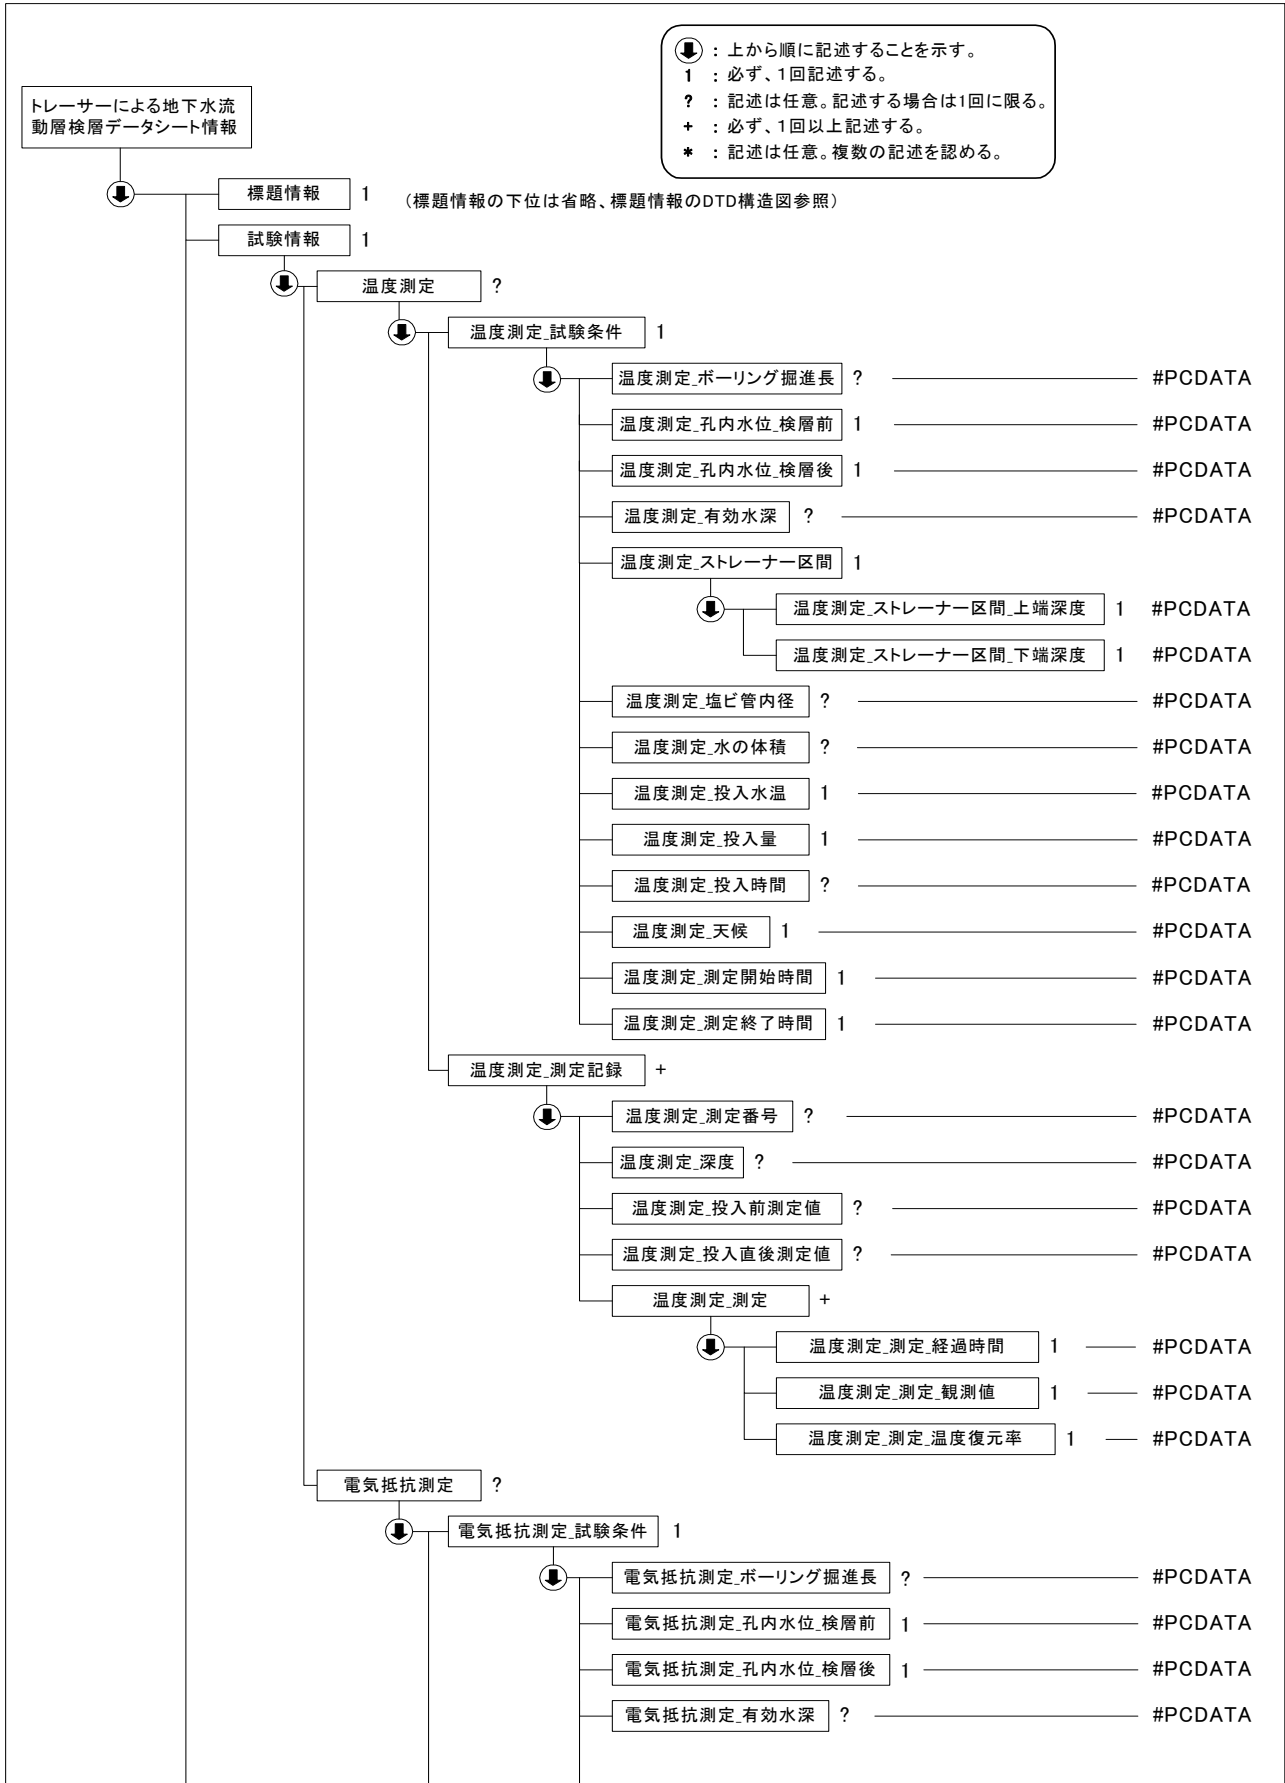 ：上から順に記述することを示す。
1 ：必ず、1回記述する。
? ：記述は任意。記述する場合は1回に限る。
+ ：必ず、1回以上記述する。
* ：記述は任意。複数の記述を認める。
トレーサーによる地下水流
動層検層データシート情報
標題情報 1 （標題情報の下位は省略、標題情報のDTD構造図参照）
試験情報 1
温度測定 ?
温度測定_試験条件 1
温度測定_ボーリング掘進長 ? #PCDATA
温度測定_孔内水位_検層前 1 #PCDATA
温度測定_孔内水位_検層後 1 #PCDATA
温度測定_有効水深 ? #PCDATA
温度測定_ストレーナー区間 1
温度測定_ストレーナー区間_上端深度 1 #PCDATA
温度測定_ストレーナー区間_下端深度 1 #PCDATA
温度測定_塩ビ管内径 ? #PCDATA
温度測定_水の体積 ? #PCDATA
温度測定_投入水温 1 #PCDATA
温度測定_投入量 1 #PCDATA
温度測定_投入時間 ? #PCDATA
温度測定_天候 1 #PCDATA
温度測定_測定開始時間 1 #PCDATA
温度測定_測定終了時間 1 #PCDATA
温度測定_測定記録 +
温度測定_測定番号 ? #PCDATA
温度測定_深度 ? #PCDATA
温度測定_投入前測定値 ? #PCDATA
温度測定_投入直後測定値 ? #PCDATA
温度測定_測定 +
温度測定_測定_経過時間 1 #PCDATA
温度測定_測定_観測値 1 #PCDATA
温度測定_測定_温度復元率 1 #PCDATA
電気抵抗測定 ?
電気抵抗測定_試験条件 1
電気抵抗測定_ボーリング掘進長 ? #PCDATA
電気抵抗測定_孔内水位_検層前 1 #PCDATA
電気抵抗測定_孔内水位_検層後 1 #PCDATA
電気抵抗測定_有効水深 ? #PCDATA